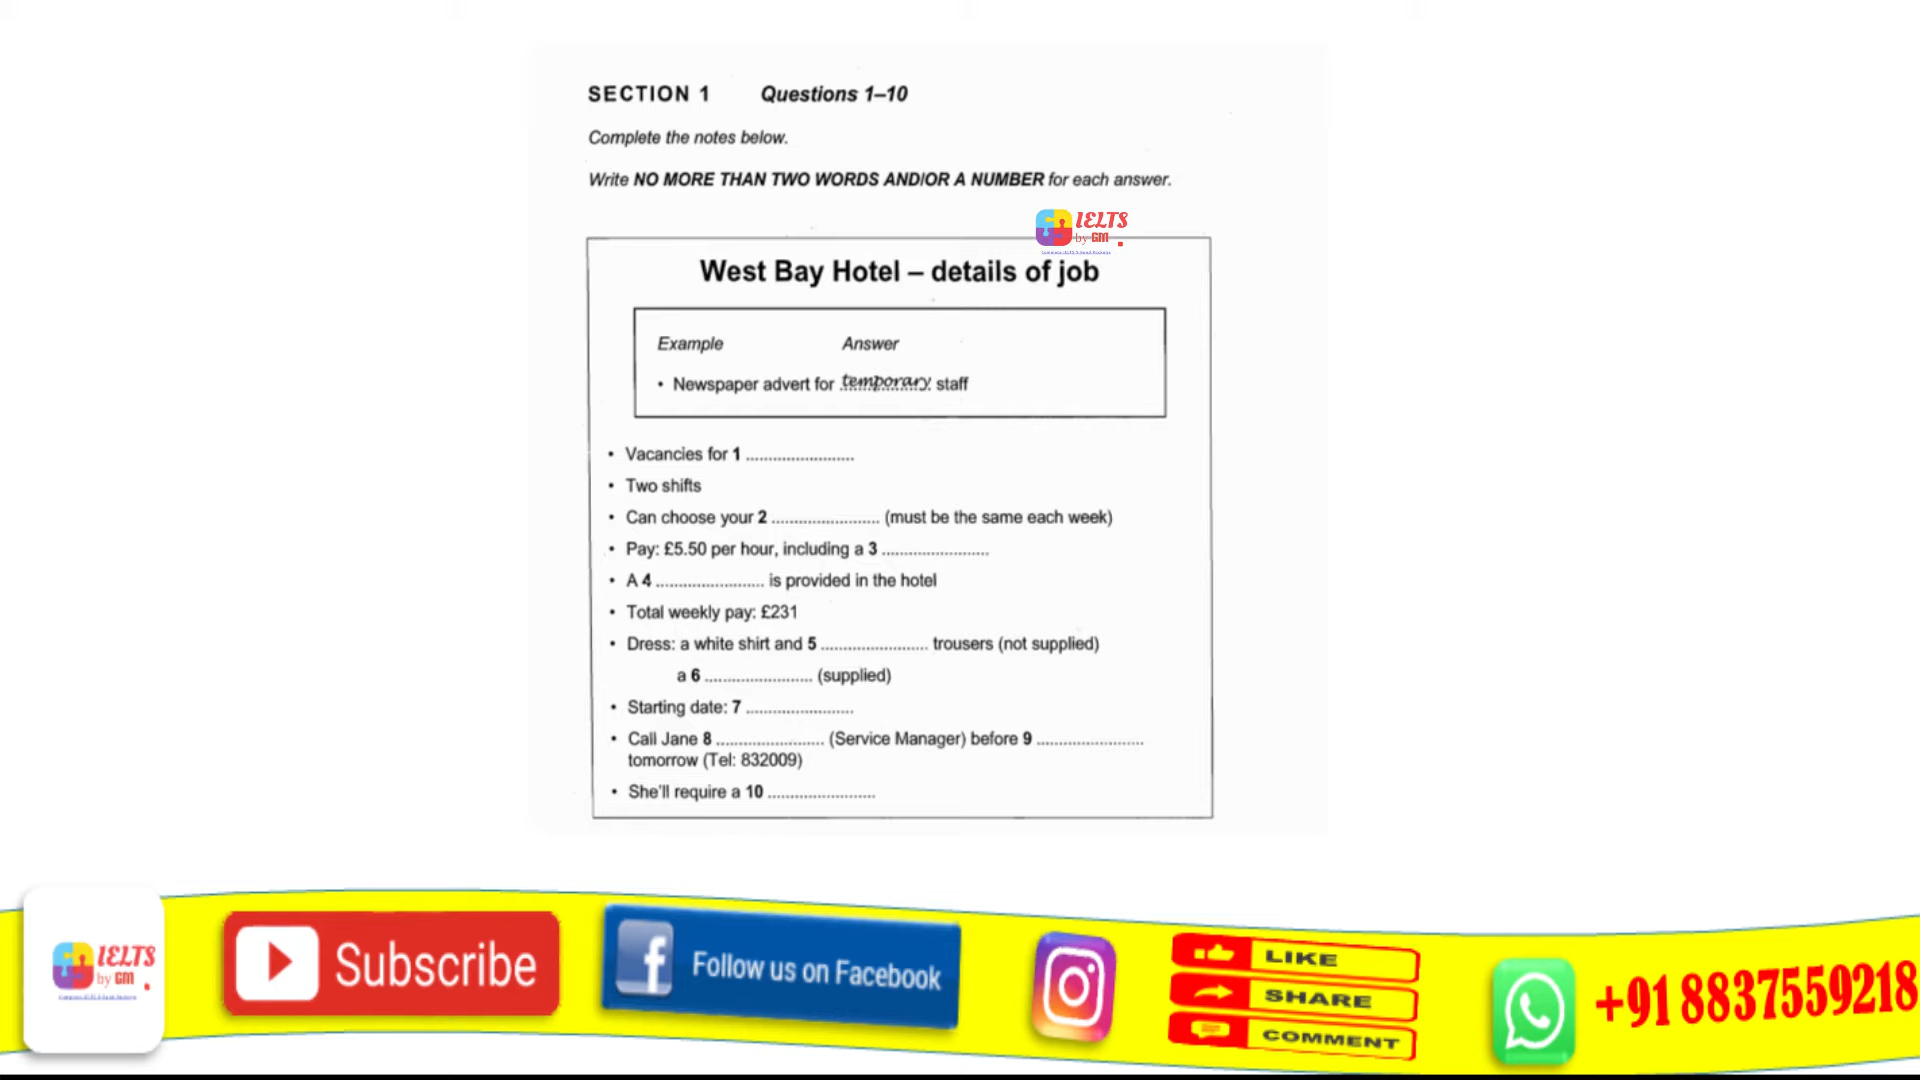 SECTION 1 Questions 1–10
Complete the notes below.
Write NO MORE THAN TWO WORDS AND/OR A NUMBER for each answer.
IELTS
by GM
West Bay Hotel – details of job
Example Answer
• Newspaper advert for temporary staff
• Vacancies for 1 ........................
• Two shifts
• Can choose your 2 ........................ (must be the same each week)
• Pay: £5.50 per hour, including a 3 ........................
• A 4 ........................ is provided in the hotel
• Total weekly pay: £231
• Dress: a white shirt and 5 ........................ trousers (not supplied)
a 6 ........................ (supplied)
• Starting date: 7 ........................
• Call Jane 8 ........................ (Service Manager) before 9 ........................
tomorrow (Tel: 832009)
• She'll require a 10 ........................
IELTS
by GM
Subscribe
Follow us on Facebook
LIKE
SHARE
COMMENT
+91 8837559218